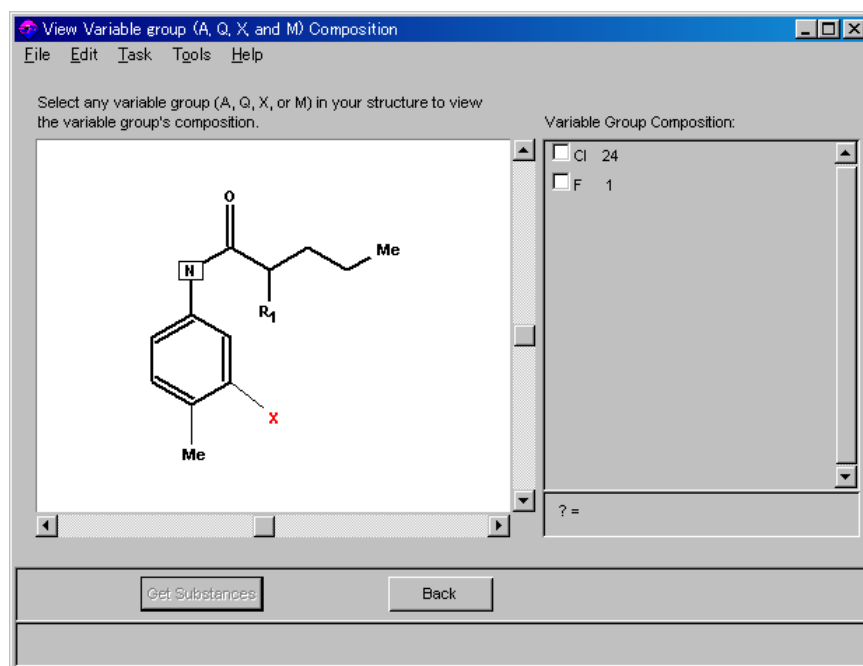 View Variable group (A, Q, X, and M) Composition
File Edit Task Tools Help
Select any variable group (A, Q, X, or M) in your structure to view
the variable group's composition.
Variable Group Composition:
Cl 24
F 1
O
Me
N
R1
X
Me
? =
Get Substances
Back